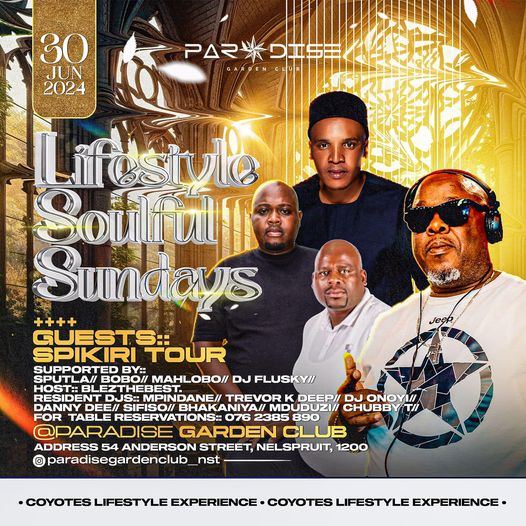 30
JUN
2024
PARADISE
GARDEN CLUB
Lifestyle
Soulful
Sundays
++++
GUESTS::
SPIKIRI TOUR
SUPPORTED BY::
SPUTLA// BOBO// MAHLOBO// DJ FLUSKY//
HOST:: BLEZTHEBEST.
RESIDENT DJS:: MPINDANE// TREVOR K DEEP// DJ ONOYI//
DANNY DEE// SIFISO// BHAKANIYA// MDUDUZI// CHUBBY T//
FOR TABLE RESERVATIONS:: 076 2385 890
@PARADISE GARDEN CLUB
ADDRESS 54 ANDERSON STREET, NELSPRUIT, 1200
paradisegardenclub_nst
Jeep
• COYOTES LIFESTYLE EXPERIENCE • COYOTES LIFESTYLE EXPERIENCE •